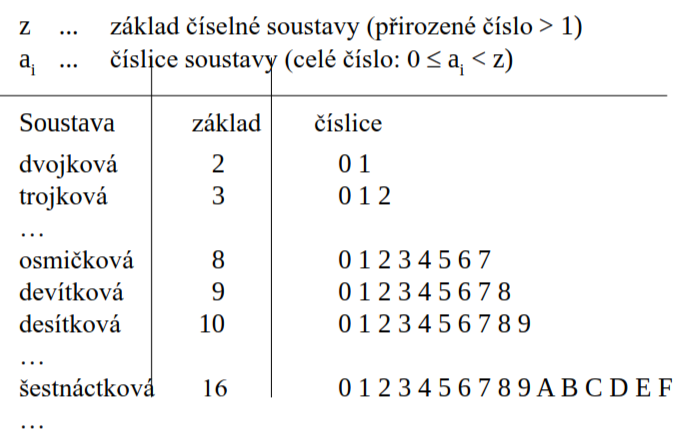 z ... základ číselné soustavy (přirozené číslo > 1)
a_i ... číslice soustavy (celé číslo: 0 ≤ a_i < z)
Soustava základ číslice
dvojková 2 0 1
trojková 3 0 1 2
...
osmičková 8 0 1 2 3 4 5 6 7
devítková 9 0 1 2 3 4 5 6 7 8
desítková 10 0 1 2 3 4 5 6 7 8 9
...
šestnáctková 16 0 1 2 3 4 5 6 7 8 9 A B C D E F
...